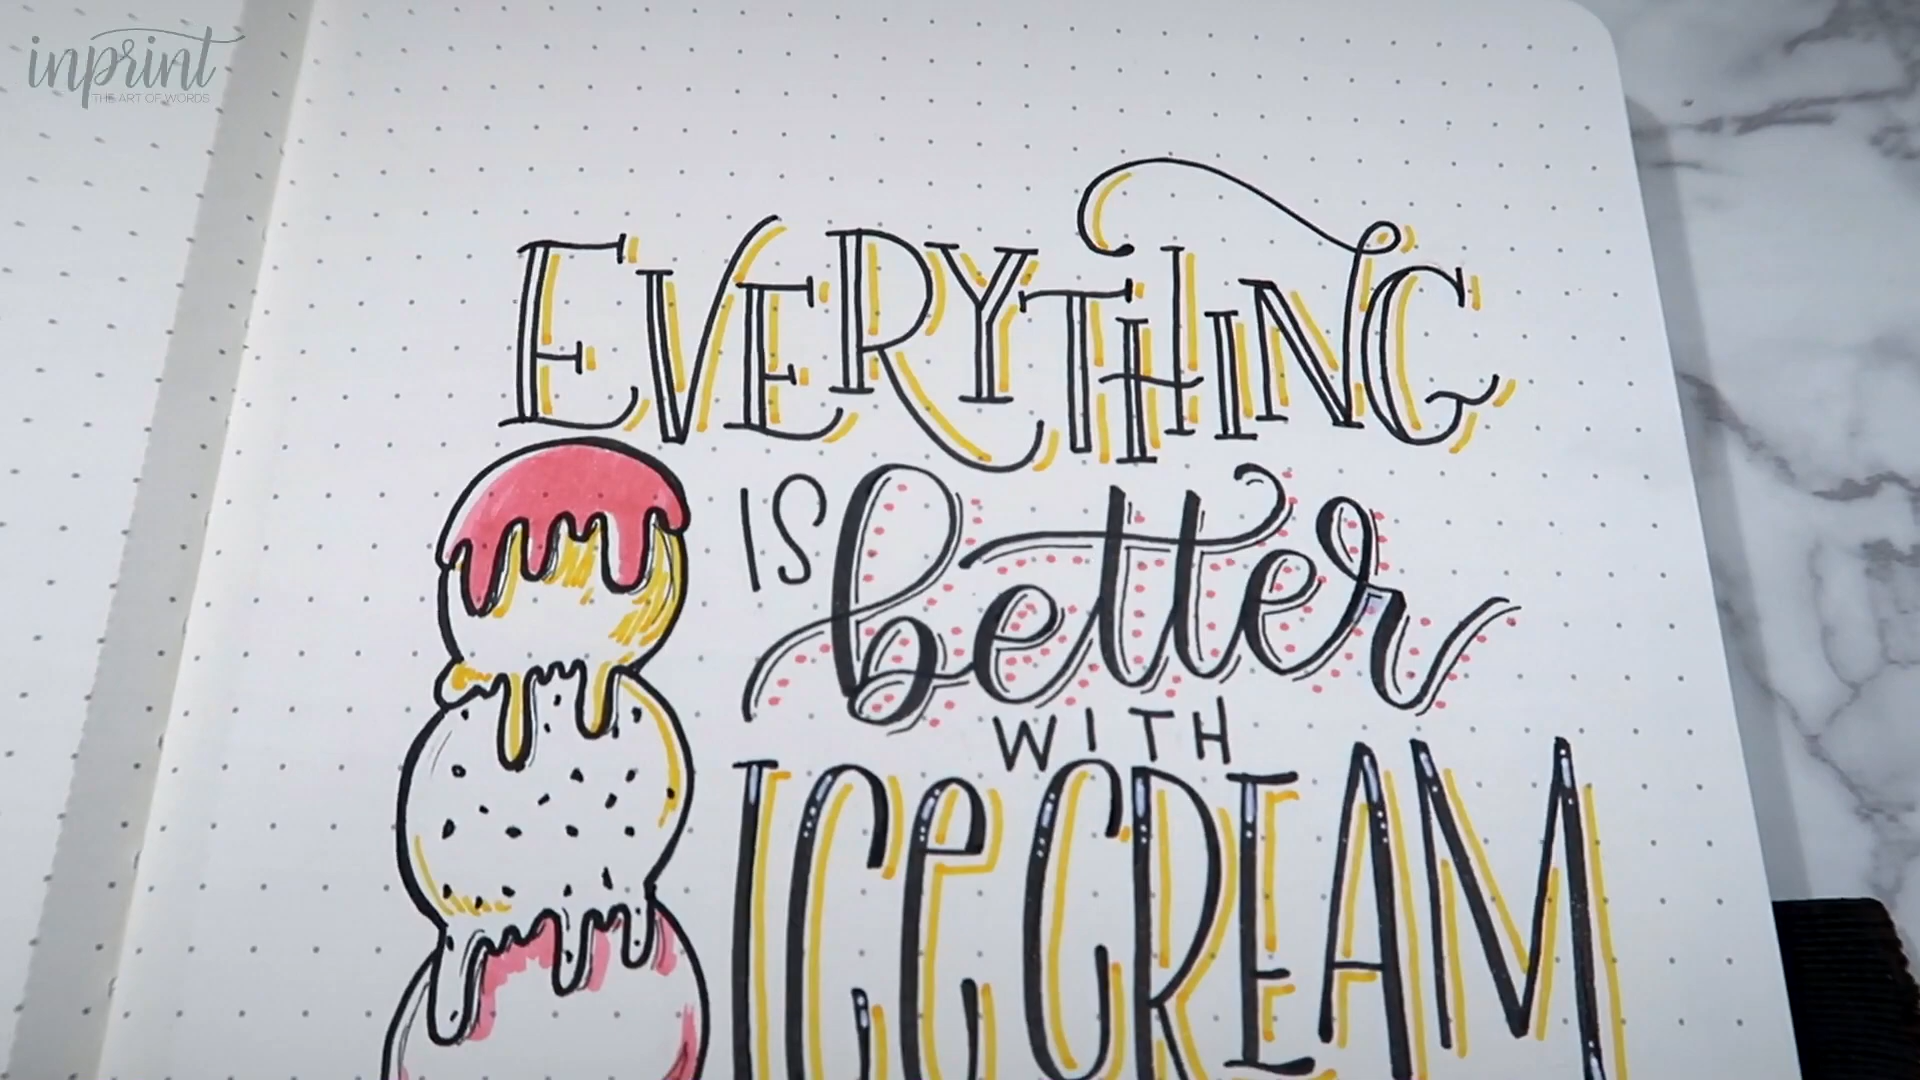 inprint
THE ART OF WORDS
EVERYTHING
IS better
WITH
ICe CREAM